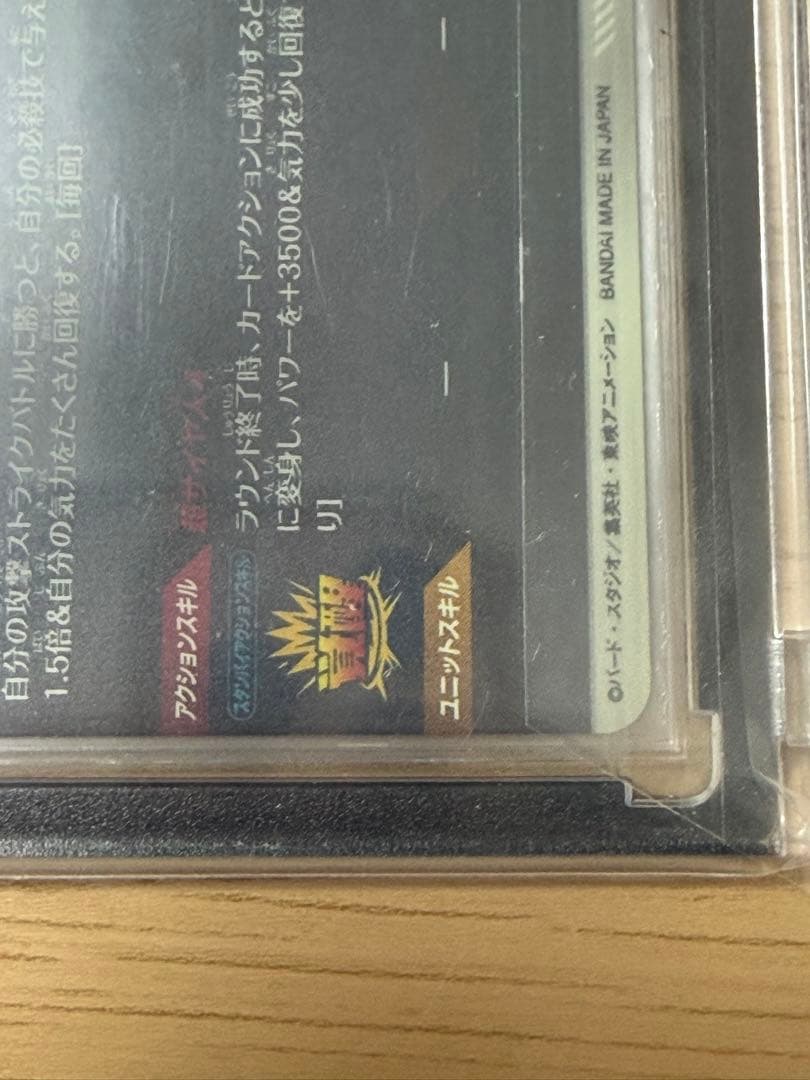 自分の攻撃ストライクバトルに勝つと、自分の必殺技で与え
1.5倍&自分の気力をたくさん回復する。[毎回]
アクションスキル 超サイヤ人4
スタンバイアクションスキル
ラウンド終了時、カードアクションに成功すると
に変身し、パワーを+3500&気力を少し回復
り]
ユニットスキル
—
—
©バード・スタジオ/集英社・東映アニメーション BANDAI MADE IN JAPAN